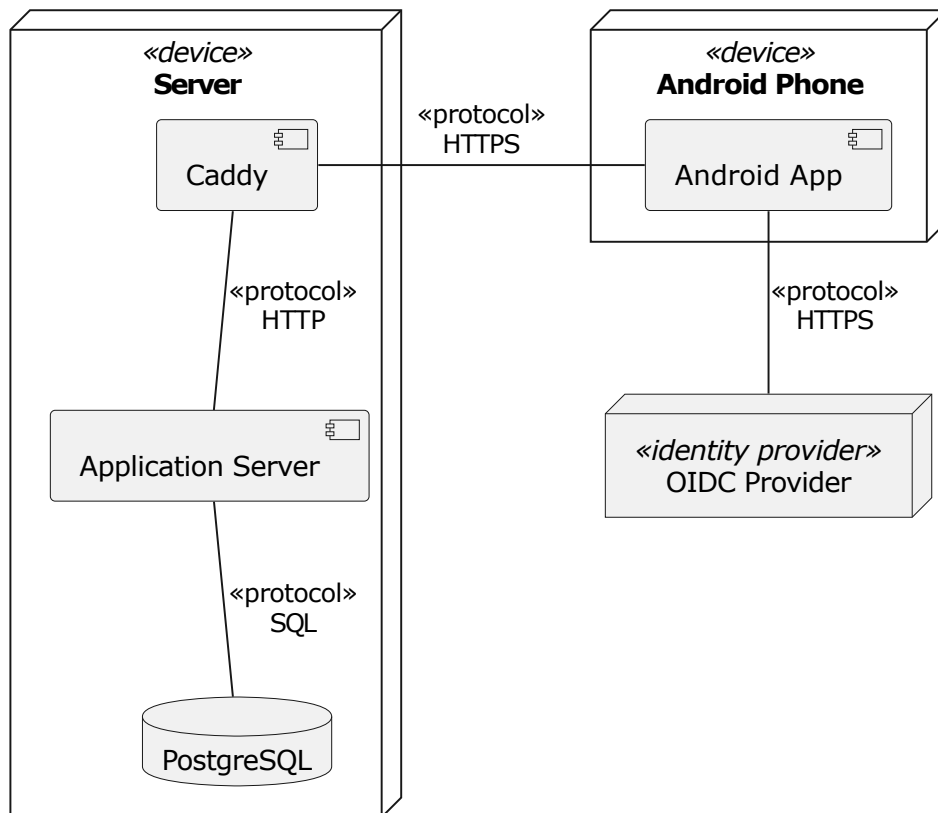 «device»
Server
Caddy
«protocol»
HTTP
Application Server
«protocol»
SQL
PostgreSQL
«protocol»
HTTPS
«device»
Android Phone
Android App
«protocol»
HTTPS
«identity provider»
OIDC Provider